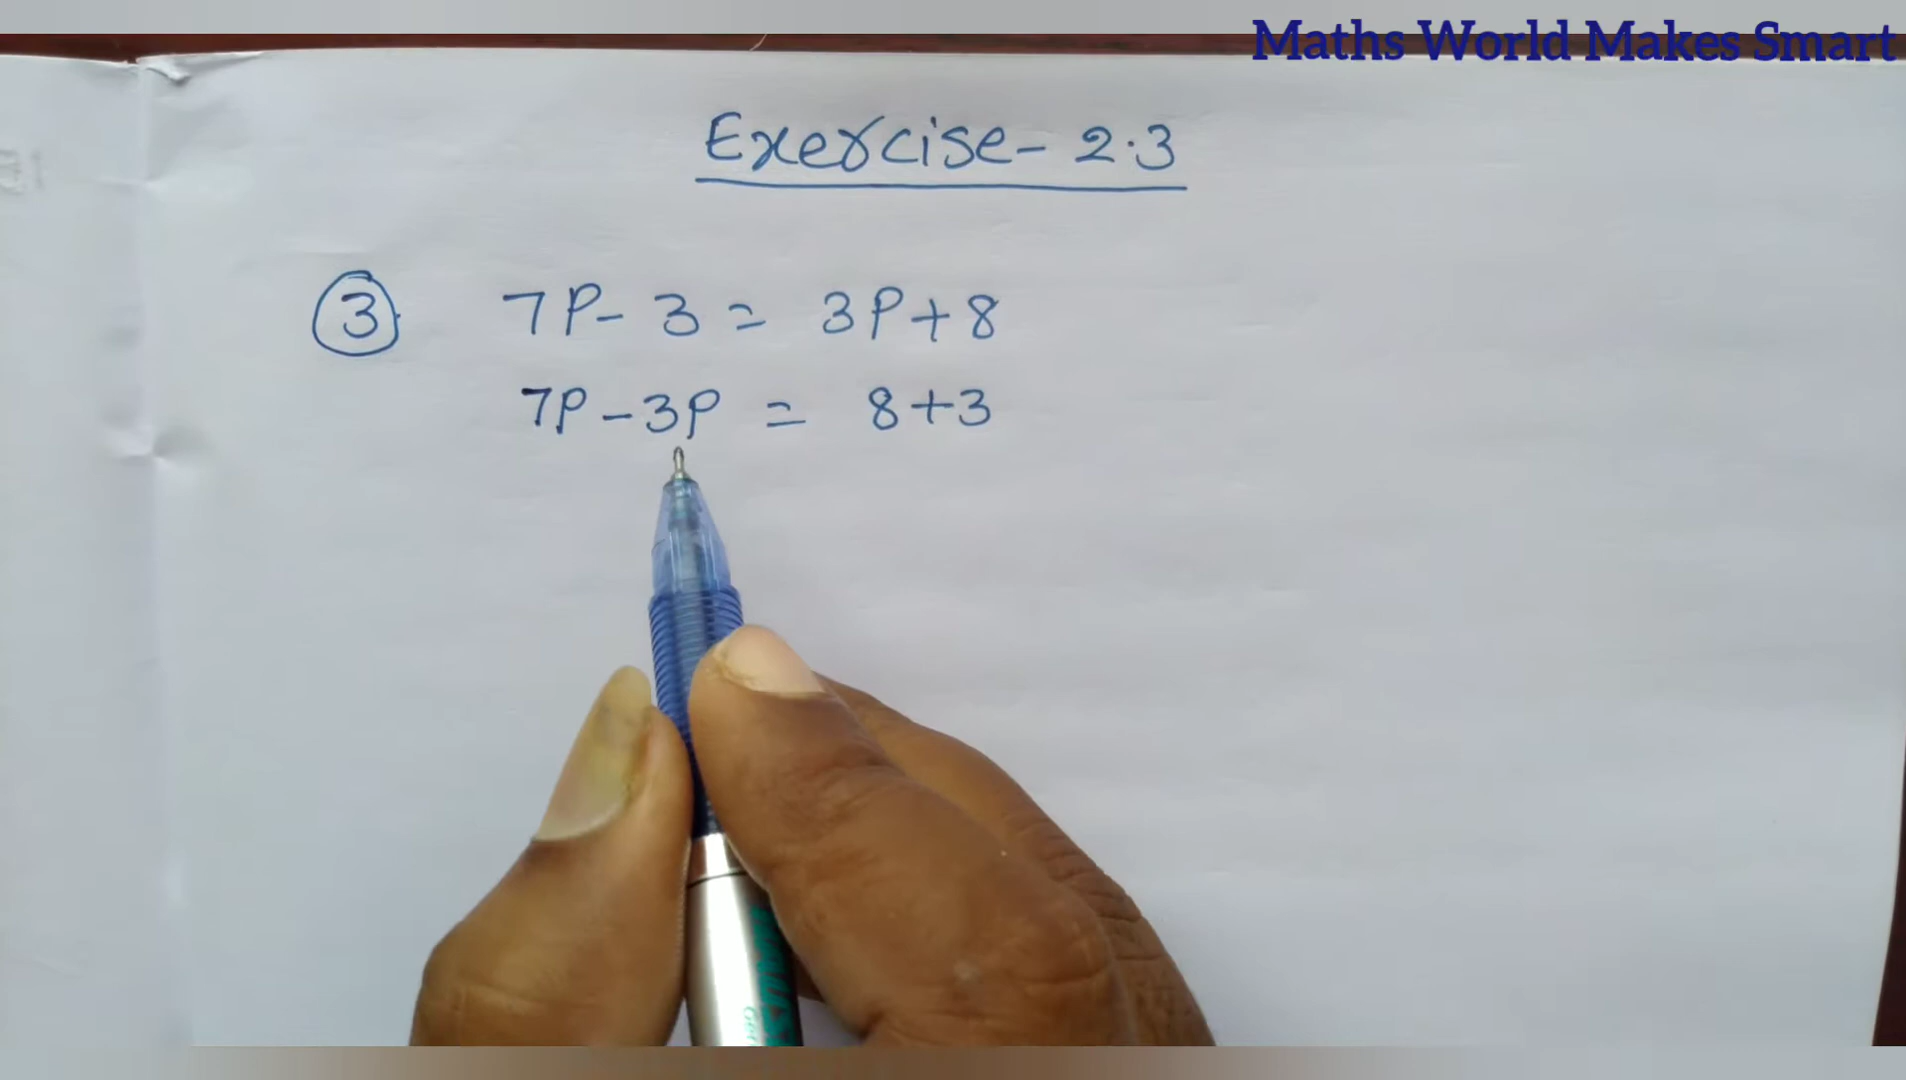 Maths World Makes Smart
Exercise - 2.3
3. 7P - 3 = 3P + 8
7P - 3P = 8 + 3